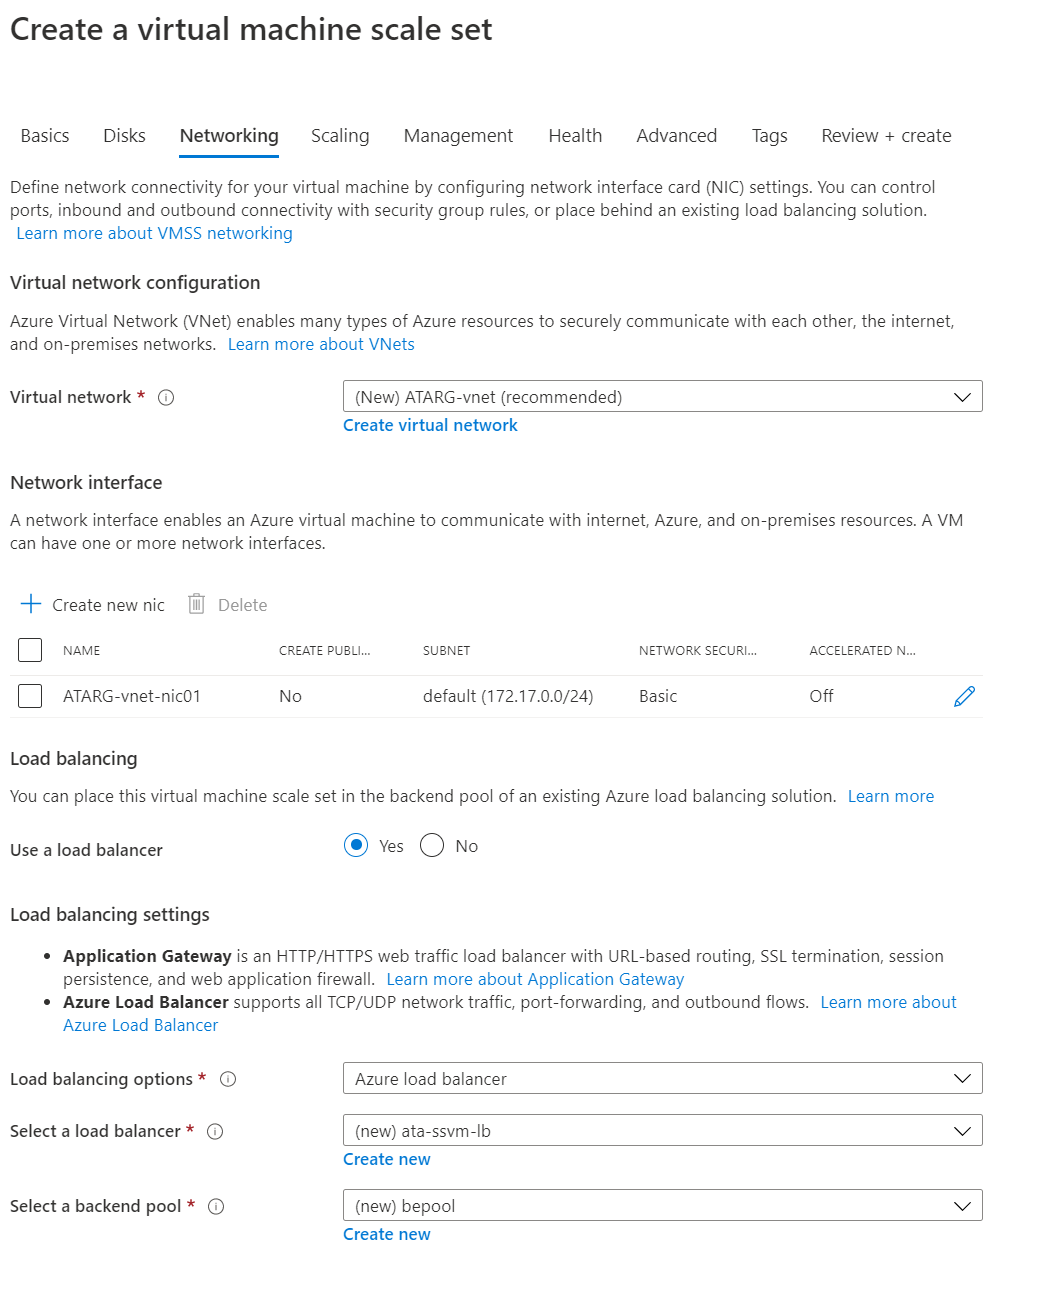 Create a virtual machine scale set
Basics Disks Networking Scaling Management Health Advanced Tags Review + create
Define network connectivity for your virtual machine by configuring network interface card (NIC) settings. You can control
ports, inbound and outbound connectivity with security group rules, or place behind an existing load balancing solution.
Learn more about VMSS networking
Virtual network configuration
Azure Virtual Network (VNet) enables many types of Azure resources to securely communicate with each other, the internet,
and on-premises networks. Learn more about VNets
Virtual network * (New) ATARG-vnet (recommended)
Create virtual network
Network interface
A network interface enables an Azure virtual machine to communicate with internet, Azure, and on-premises resources. A VM
can have one or more network interfaces.
Create new nic Delete
NAME CREATE PUBLI... SUBNET NETWORK SECURI... ACCELERATED N...
ATARG-vnet-nic01 No default (172.17.0.0/24) Basic Off
Load balancing
You can place this virtual machine scale set in the backend pool of an existing Azure load balancing solution. Learn more
Use a load balancer Yes No
Load balancing settings
• Application Gateway is an HTTP/HTTPS web traffic load balancer with URL-based routing, SSL termination, session
persistence, and web application firewall. Learn more about Application Gateway
• Azure Load Balancer supports all TCP/UDP network traffic, port-forwarding, and outbound flows. Learn more about
Azure Load Balancer
Load balancing options * Azure load balancer
Select a load balancer * (new) ata-ssvm-lb
Create new
Select a backend pool * (new) bepool
Create new